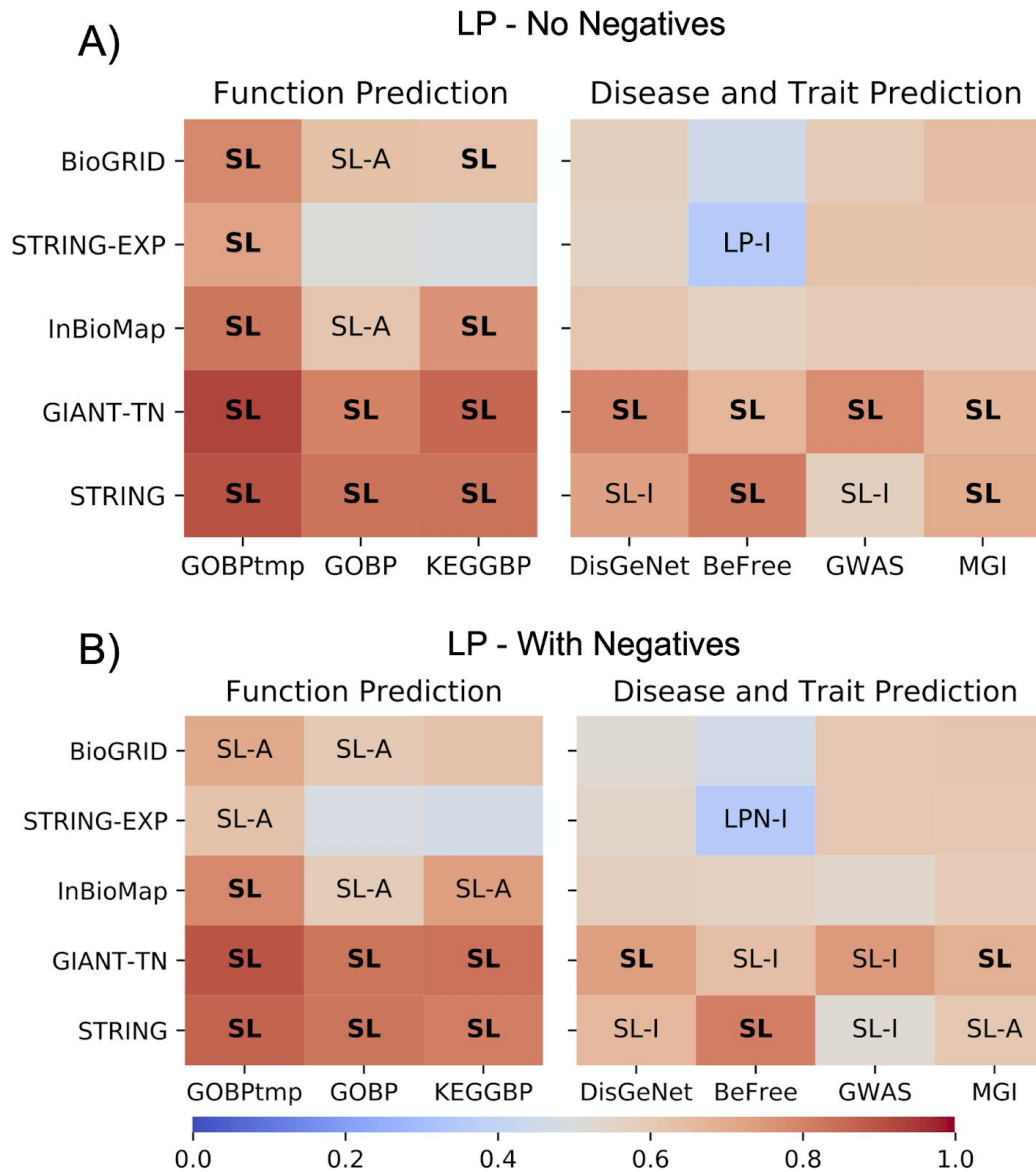 A)
LP - No Negatives
Function Prediction
Disease and Trait Prediction
BioGRID SL SL-A SL
STRING-EXP SL LP-I
InBioMap SL SL-A SL
GIANT-TN SL SL SL SL SL SL SL
STRING SL SL SL SL-I SL SL-I SL
GOBPtmp GOBP KEGGBP DisGeNet BeFree GWAS MGI
B)
LP - With Negatives
Function Prediction
Disease and Trait Prediction
BioGRID SL-A SL-A
STRING-EXP SL-A LPN-I
InBioMap SL SL-A SL-A
GIANT-TN SL SL SL SL SL-I SL-I SL
STRING SL SL SL SL-I SL SL-I SL-A
GOBPtmp GOBP KEGGBP DisGeNet BeFree GWAS MGI
0.0 0.2 0.4 0.6 0.8 1.0